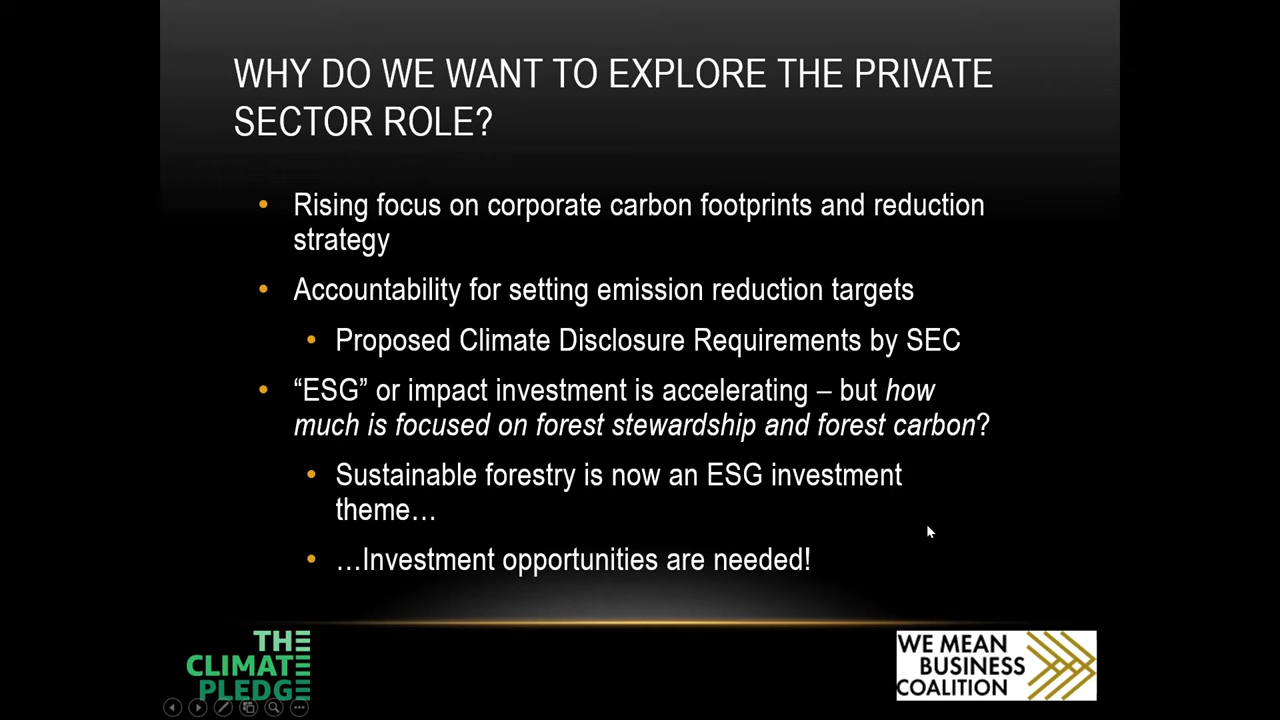 WHY DO WE WANT TO EXPLORE THE PRIVATE
SECTOR ROLE?
• Rising focus on corporate carbon footprints and reduction
strategy
• Accountability for setting emission reduction targets
• Proposed Climate Disclosure Requirements by SEC
• “ESG” or impact investment is accelerating – but how
much is focused on forest stewardship and forest carbon?
• Sustainable forestry is now an ESG investment
theme…
• …Investment opportunities are needed!
THE
CLIMATE
PLEDGE
WE MEAN
BUSINESS
COALITION